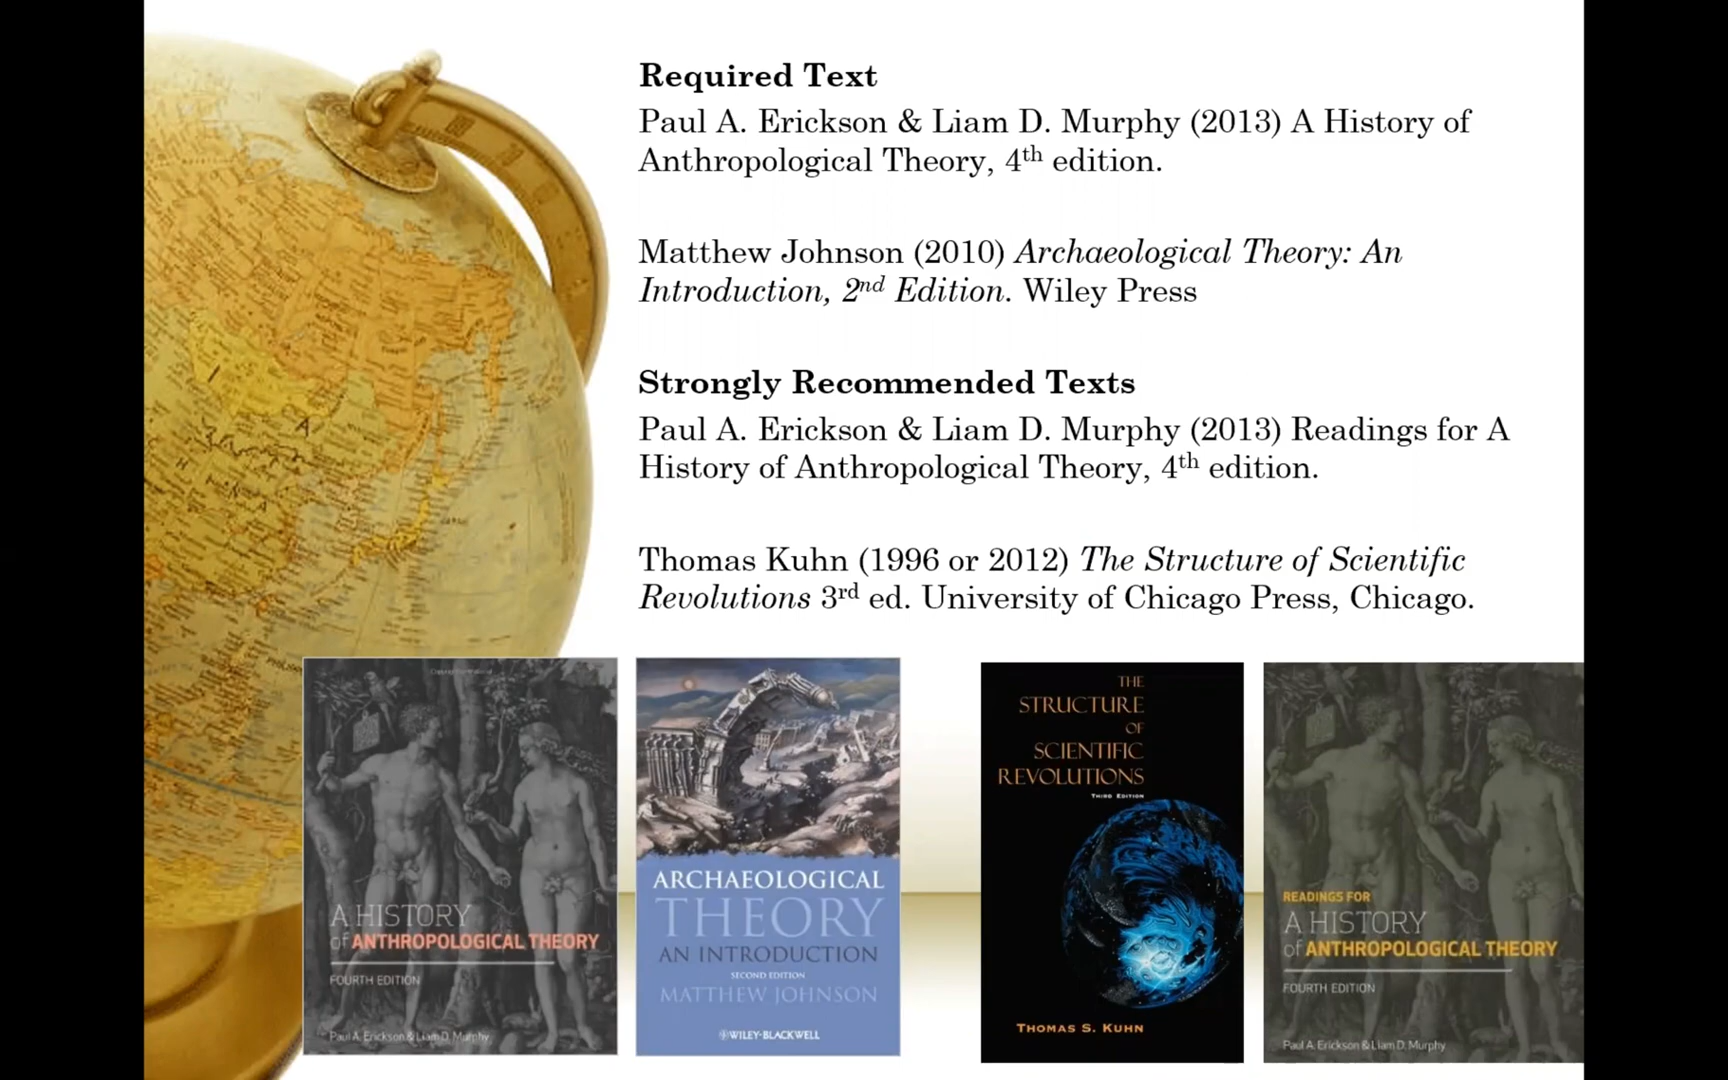 Required Text
Paul A. Erickson & Liam D. Murphy (2013) A History of
Anthropological Theory, 4th edition.
Matthew Johnson (2010) Archaeological Theory: An
Introduction, 2nd Edition. Wiley Press
Strongly Recommended Texts
Paul A. Erickson & Liam D. Murphy (2013) Readings for A
History of Anthropological Theory, 4th edition.
Thomas Kuhn (1996 or 2012) The Structure of Scientific
Revolutions 3rd ed. University of Chicago Press, Chicago.
A HISTORY
of ANTHROPOLOGICAL THEORY
FOURTH EDITION
Paul A. Erickson & Liam D. Murphy
ARCHAEOLOGICAL
THEORY
AN INTRODUCTION
SECOND EDITION
MATTHEW JOHNSON
WILEY-BLACKWELL
THE
STRUCTURE
OF
SCIENTIFIC
REVOLUTIONS
THIRD EDITION
THOMAS S. KUHN
READINGS FOR
A HISTORY
of ANTHROPOLOGICAL THEORY
FOURTH EDITION
Paul A. Erickson & Liam D. Murphy